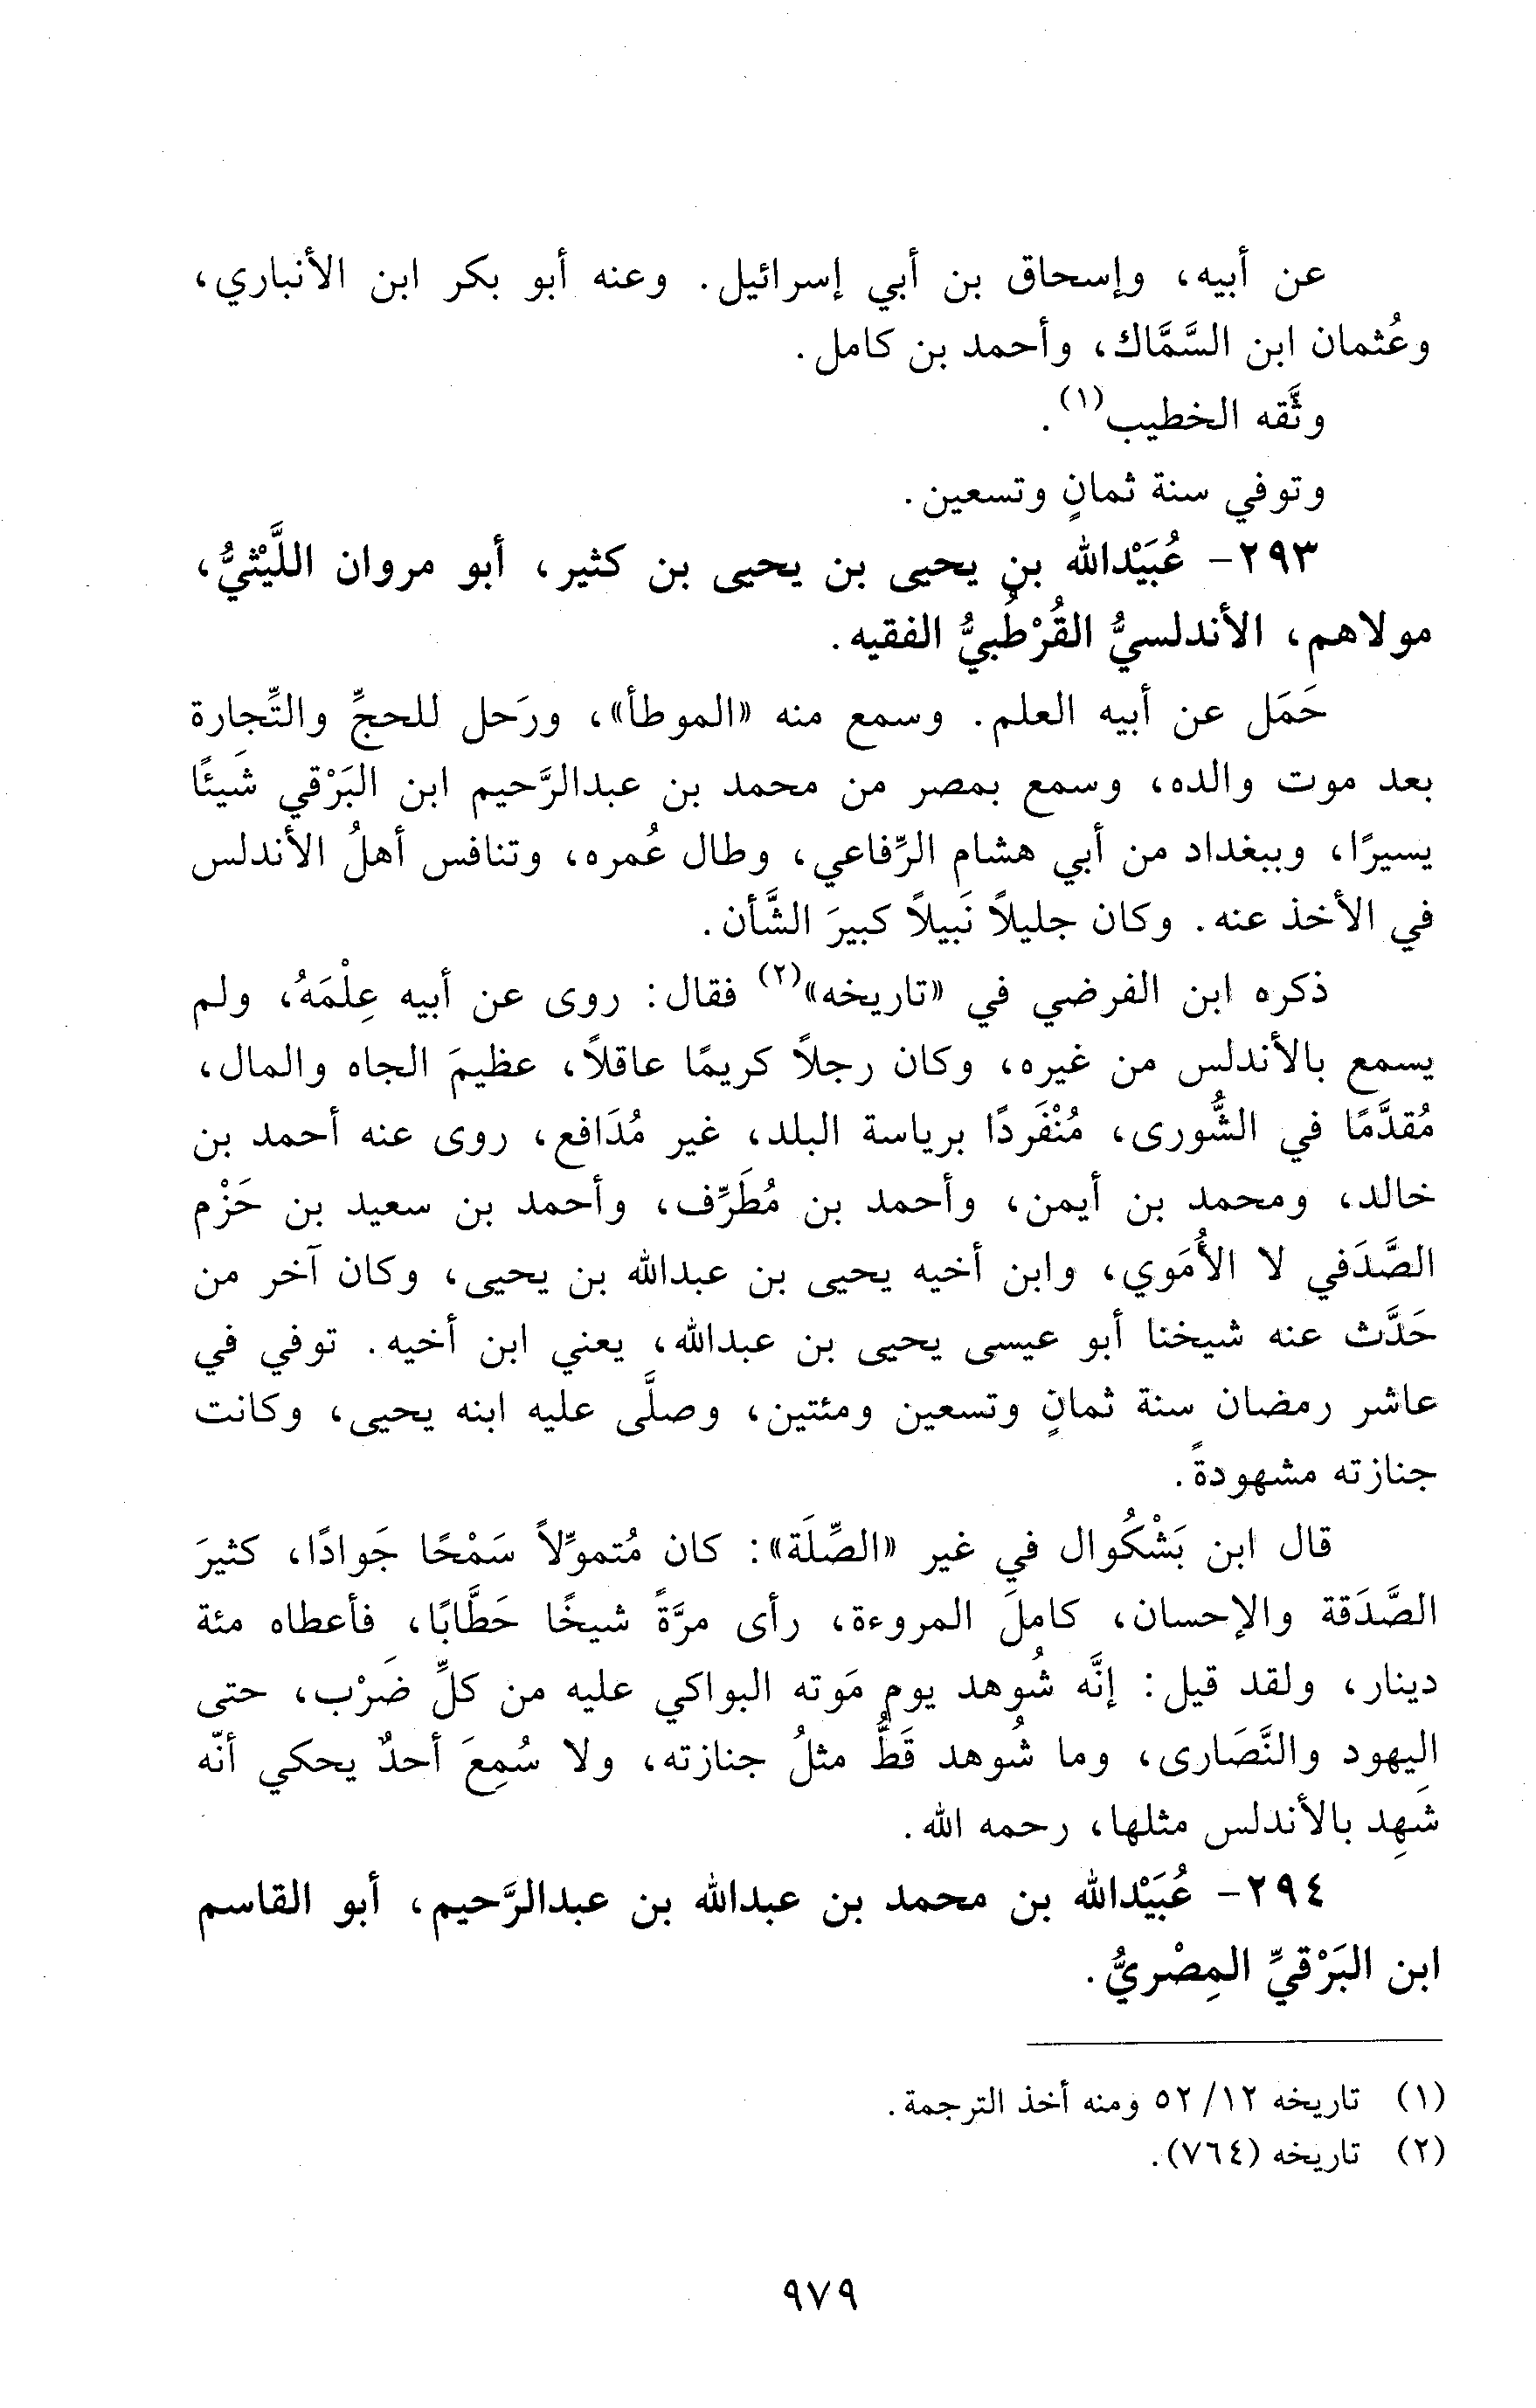 عن أبيه، وإسحاق بن أبي إسرائيل. وعنه أبو بكر ابن الأنباري،
وعُثمان ابن السَّمَّاك، وأحمد بن كامل.
وثَّقه الخطيب(١).
وتوفي سنة ثمانٍ وتسعين.
٢٩٣- عُبَيْدالله بن يحيى بن يحيى بن كثير، أبو مروان اللَّيْثيُّ،
مولاهم، الأندلسيُّ القُرْطُبيُّ الفقيه.
حَمَل عن أبيه العلم. وسمع منه «الموطأ»، ورَحل للحجِّ والتِّجارة
بعد موت والده، وسمع بمصر من محمد بن عبدالرَّحيم ابن البَرْقي شَيئًا
يسيرًا، وببغداد من أبي هشام الرِّفاعي، وطال عُمره، وتنافس أهلُ الأندلس
في الأخذ عنه. وكان جليلاً نَبيلاً كبيرَ الشَّأن.
ذكره ابن الفرضي في «تاريخه»(٢) فقال: روى عن أبيه عِلْمَهُ، ولم
يسمع بالأندلس من غيره، وكان رجلاً كريمًا عاقلاً، عظيمَ الجاه والمال،
مُقدَّمًا في الشُّورى، مُنْفَردًا برياسة البلد، غير مُدَافع، روى عنه أحمد بن
خالد، ومحمد بن أيمن، وأحمد بن مُطَرِّف، وأحمد بن سعيد بن حَزْم
الصَّدَفي لا الأُمَوي، وابن أخيه يحيى بن عبدالله بن يحيى، وكان آخر من
حَدَّث عنه شيخنا أبو عيسى يحيى بن عبدالله، يعني ابن أخيه. توفي في
عاشر رمضان سنة ثمانٍ وتسعين ومئتين، وصلَّى عليه ابنه يحيى، وكانت
جنازته مشهودةً.
قال ابن بَشْكُوال في غير «الصِّلَة»: كان مُتموِّلاً سَمْحًا جَوادًا، كثيرَ
الصَّدَقة والإحسان، كاملَ المروءة، رأى مرَّةً شيخًا حَطَّابًا، فأعطاه مئة
دينار، ولقد قيل: إنَّه شُوهد يوم مَوته البواكي عليه من كلِّ ضَرْب، حتى
اليهود والنَّصَارى، وما شُوهد قَطُّ مثلُ جنازته، ولا سُمِعَ أحدٌ يحكي أنّه
شَهِد بالأندلس مثلها، رحمه الله.
٢٩٤- عُبَيْدالله بن محمد بن عبدالله بن عبدالرَّحيم، أبو القاسم
ابن البَرْقيِّ المِصْريُّ.
(١) تاريخه ١٢/ ٥٢ ومنه أخذ الترجمة.
(٢) تاريخه (٧٦٤).
٩٧٩